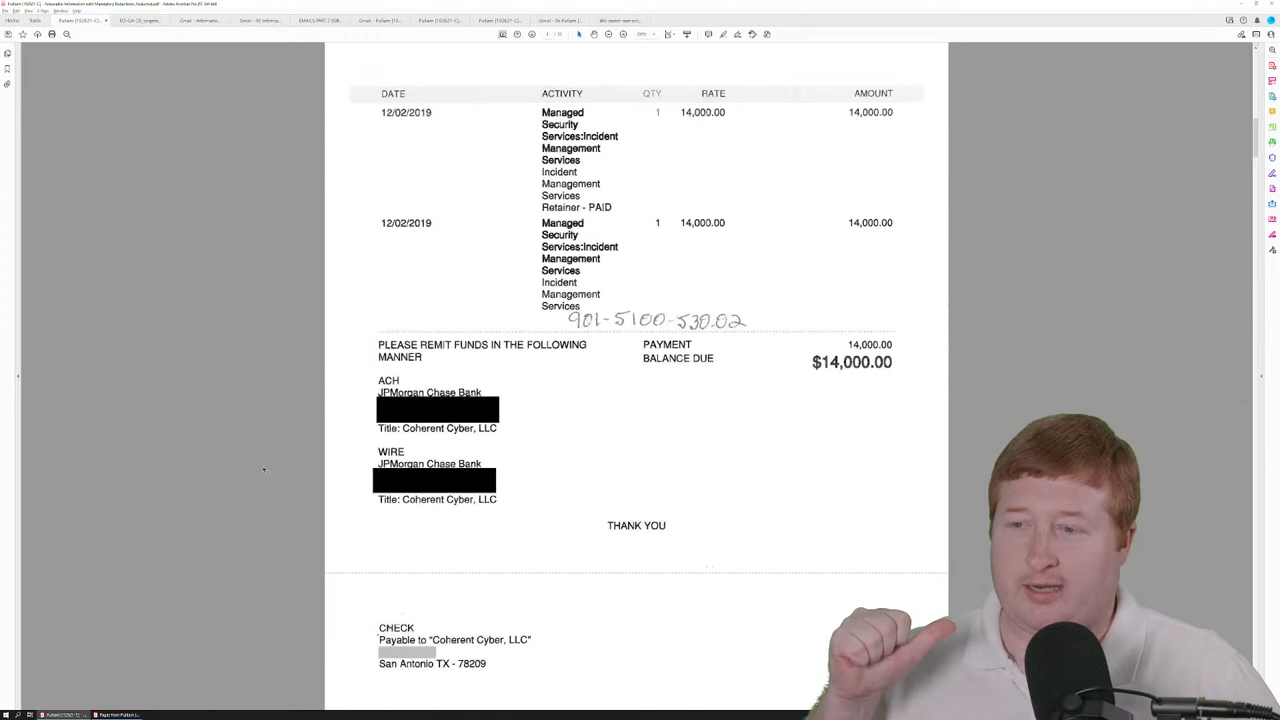 Home Tools
DATE ACTIVITY QTY RATE AMOUNT
12/02/2019 Managed 1 14,000.00 14,000.00
Security
Services:Incident
Management
Services
Incident
Management
Services
Retainer - PAID
12/02/2019 Managed 1 14,000.00 14,000.00
Security
Services:Incident
Management
Services
Incident
Management
Services
901-5100-530.02
PLEASE REMIT FUNDS IN THE FOLLOWING PAYMENT 14,000.00
MANNER BALANCE DUE $14,000.00
ACH
JPMorgan Chase Bank
Title: Coherent Cyber, LLC
WIRE
JPMorgan Chase Bank
Title: Coherent Cyber, LLC
THANK YOU
CHECK
Payable to "Coherent Cyber, LLC"
San Antonio TX - 78209